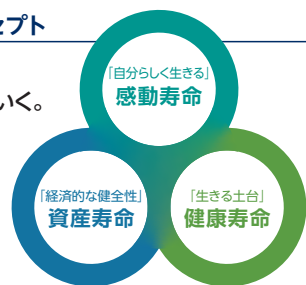 セプト
いく。
「自分らしく生きる」
感動寿命
「経済的な健全性」
資産寿命
「生きる土台」
健康寿命